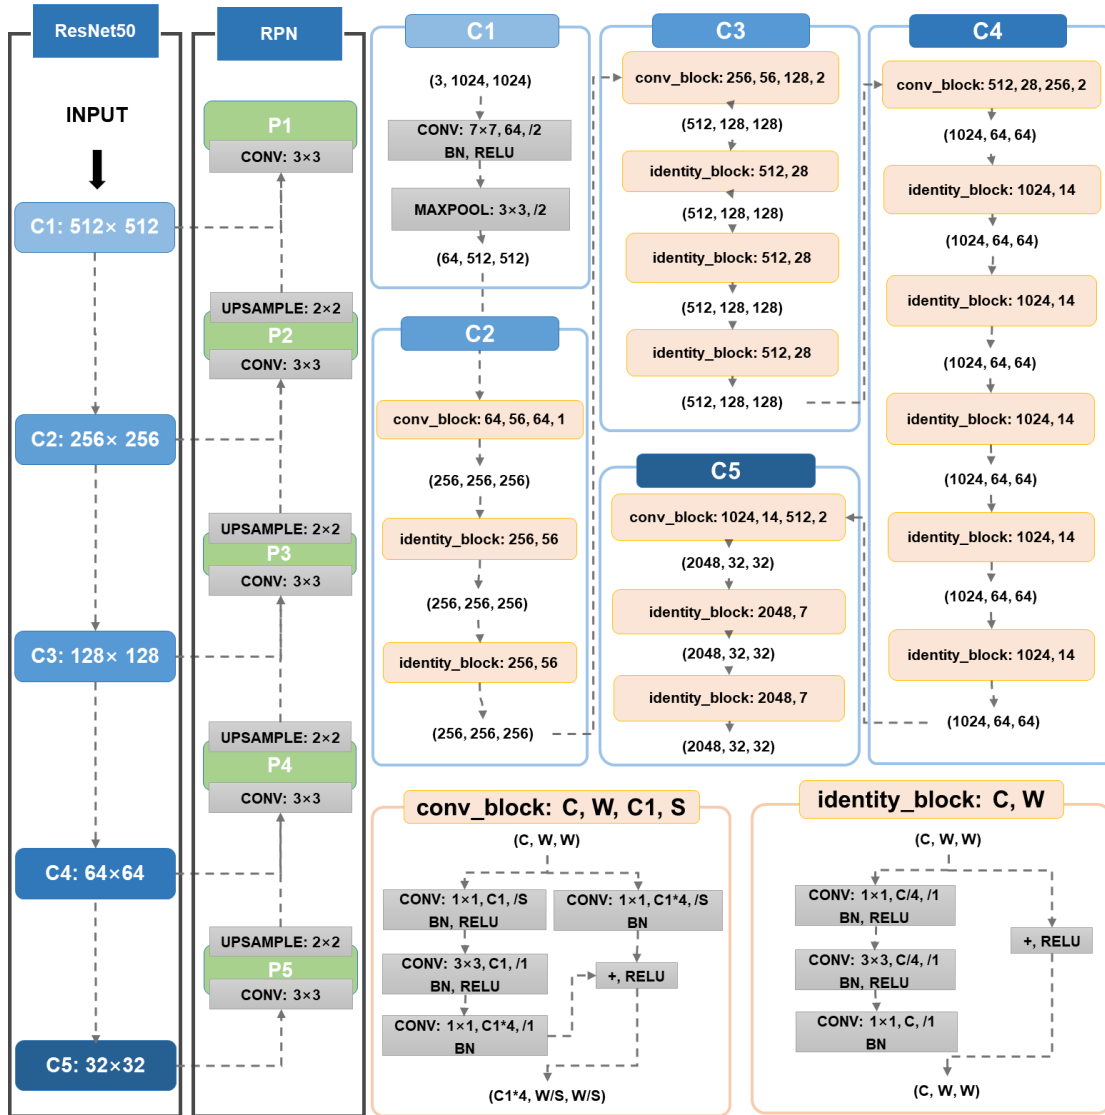 ResNet50
INPUT
C1: 512× 512
C2: 256× 256
C3: 128× 128
C4: 64×64
C5: 32×32
RPN
P1
CONV: 3×3
UPSAMPLE: 2×2
P2
CONV: 3×3
UPSAMPLE: 2×2
P3
CONV: 3×3
UPSAMPLE: 2×2
P4
CONV: 3×3
UPSAMPLE: 2×2
P5
CONV: 3×3
C1
(3, 1024, 1024)
CONV: 7×7, 64, /2
BN, RELU
MAXPOOL: 3×3, /2
(64, 512, 512)
C2
conv_block: 64, 56, 64, 1
(256, 256, 256)
identity_block: 256, 56
(256, 256, 256)
identity_block: 256, 56
(256, 256, 256)
C3
conv_block: 256, 56, 128, 2
(512, 128, 128)
identity_block: 512, 28
(512, 128, 128)
identity_block: 512, 28
(512, 128, 128)
identity_block: 512, 28
(512, 128, 128)
C4
conv_block: 512, 28, 256, 2
(1024, 64, 64)
identity_block: 1024, 14
(1024, 64, 64)
identity_block: 1024, 14
(1024, 64, 64)
identity_block: 1024, 14
(1024, 64, 64)
identity_block: 1024, 14
(1024, 64, 64)
identity_block: 1024, 14
(1024, 64, 64)
C5
conv_block: 1024, 14, 512, 2
(2048, 32, 32)
identity_block: 2048, 7
(2048, 32, 32)
identity_block: 2048, 7
(2048, 32, 32)
conv_block: C, W, C1, S
(C, W, W)
CONV: 1×1, C1, /S
BN, RELU
CONV: 3×3, C1, /1
BN, RELU
CONV: 1×1, C1*4, /1
BN
CONV: 1×1, C1*4, /S
BN
+, RELU
(C1*4, W/S, W/S)
identity_block: C, W
(C, W, W)
CONV: 1×1, C/4, /1
BN, RELU
CONV: 3×3, C/4, /1
BN, RELU
CONV: 1×1, C, /1
BN
+, RELU
(C, W, W)